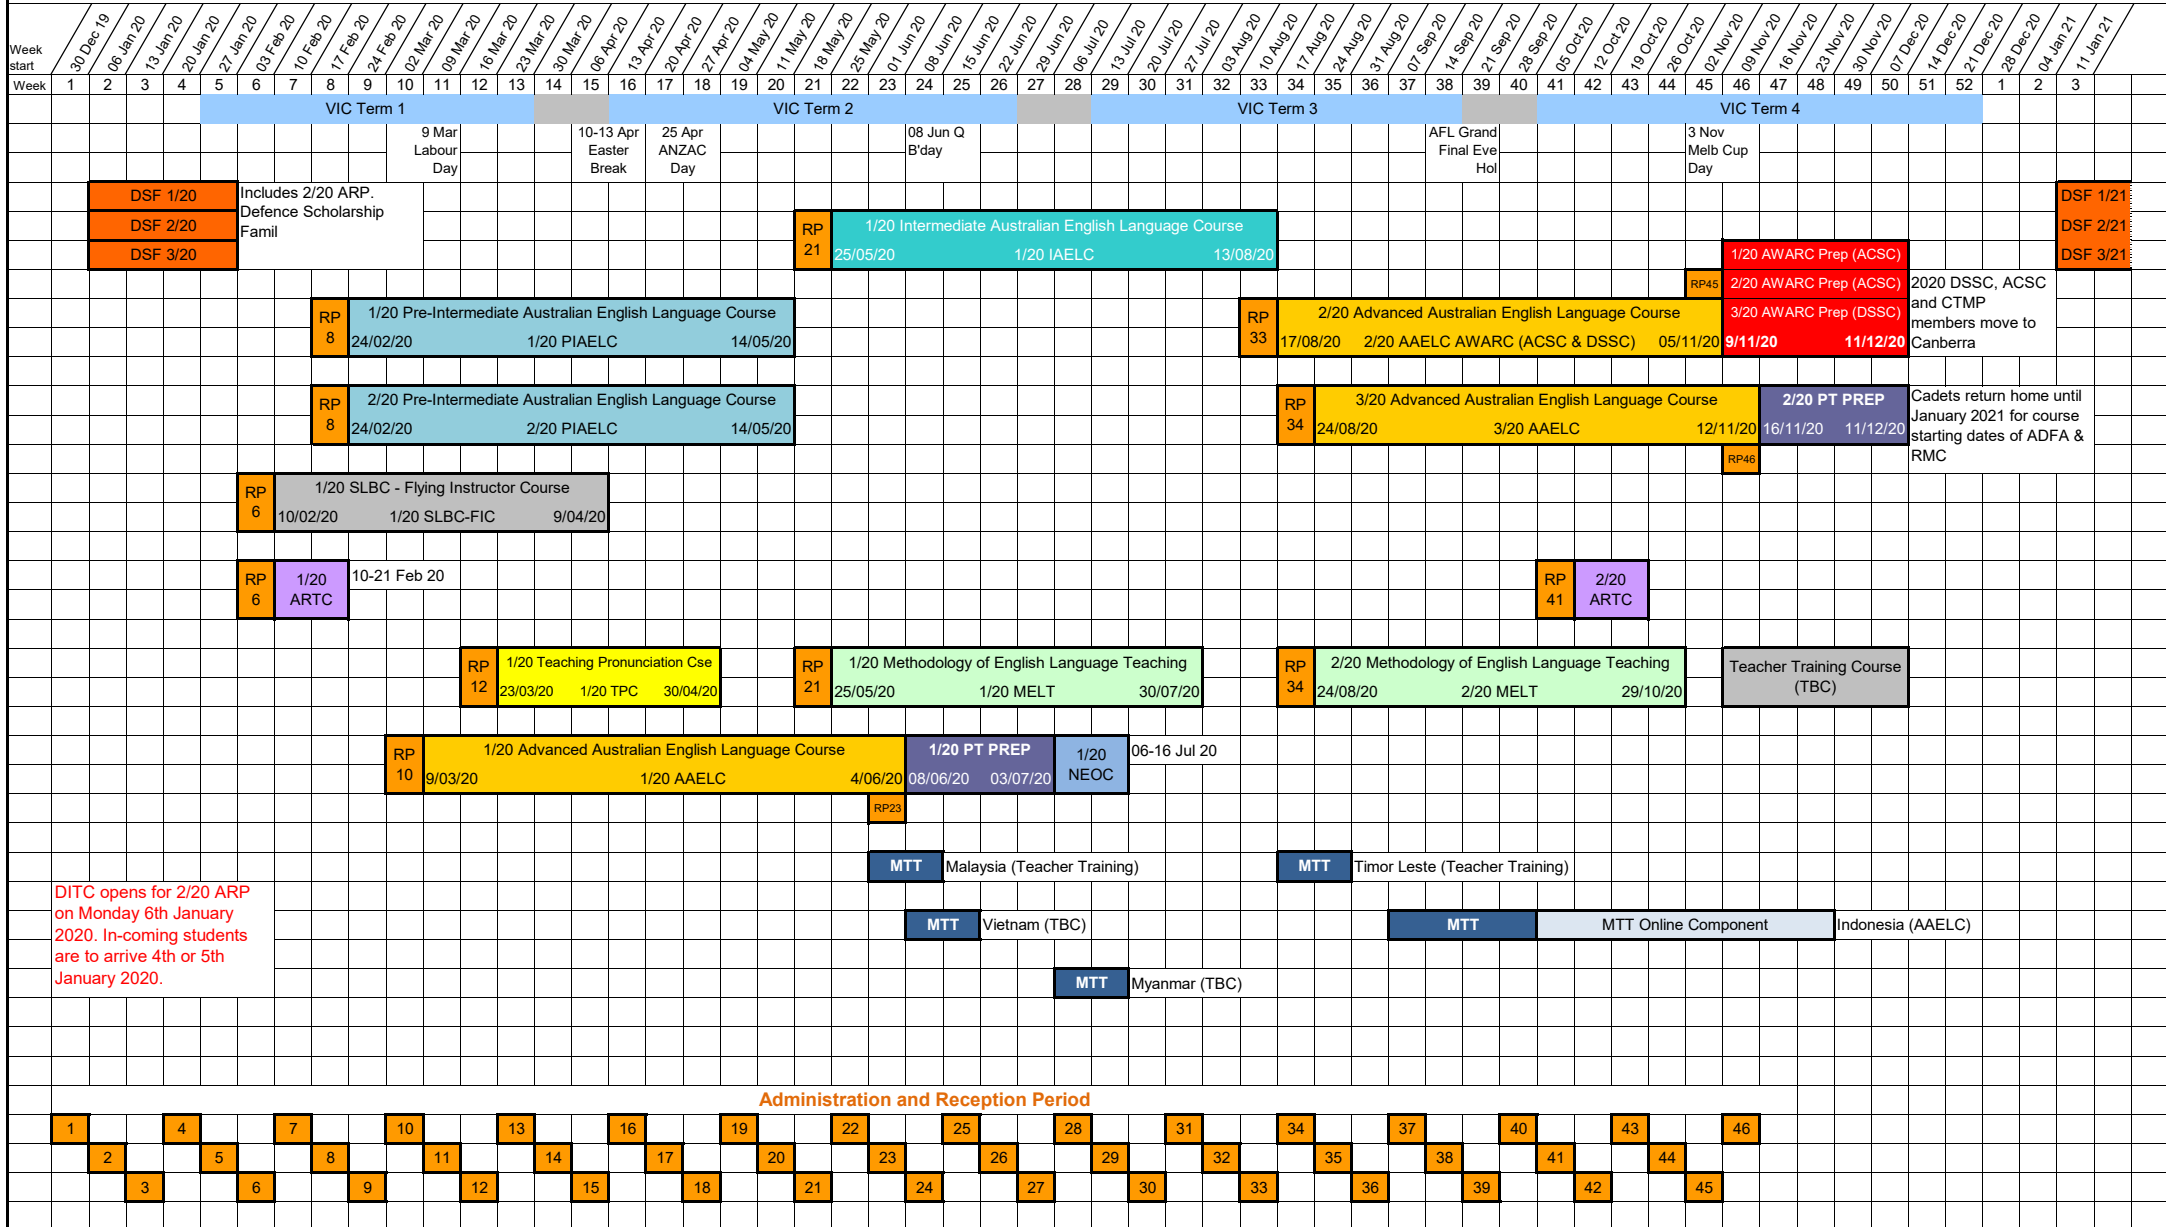 Week start 30 Dec 19 06 Jan 20 13 Jan 20 20 Jan 20 27 Jan 20 03 Feb 20 10 Feb 20 17 Feb 20 24 Feb 20 02 Mar 20 09 Mar 20 16 Mar 20 23 Mar 20 30 Mar 20 06 Apr 20 13 Apr 20 20 Apr 20 27 Apr 20 04 May 20 11 May 20 18 May 20 25 May 20 01 Jun 20 08 Jun 20 15 Jun 20 22 Jun 20 29 Jun 20 06 Jul 20 13 Jul 20 20 Jul 20 27 Jul 20 03 Aug 20 10 Aug 20 17 Aug 20 24 Aug 20 31 Aug 20 07 Sep 20 14 Sep 20 21 Sep 20 28 Sep 20 05 Oct 20 12 Oct 20 19 Oct 20 26 Oct 20 02 Nov 20 09 Nov 20 16 Nov 20 23 Nov 20 30 Nov 20 07 Dec 20 14 Dec 20 21 Dec 20 28 Dec 20 04 Jan 21 11 Jan 21
Week 1 2 3 4 5 6 7 8 9 10 11 12 13 14 15 16 17 18 19 20 21 22 23 24 25 26 27 28 29 30 31 32 33 34 35 36 37 38 39 40 41 42 43 44 45 46 47 48 49 50 51 52 1 2 3
VIC Term 1 VIC Term 2 VIC Term 3 VIC Term 4
9 Mar
Labour
Day
10-13 Apr
Easter
Break
25 Apr
ANZAC
Day
08 Jun Q
B'day
AFL Grand
Final Eve
Hol
3 Nov
Melb Cup
Day
DSF 1/20
DSF 2/20
DSF 3/20
Includes 2/20 ARP.
Defence Scholarship
Famil
RP
21
1/20 Intermediate Australian English Language Course
25/05/20 1/20 IAELC 13/08/20
DSF 1/21
DSF 2/21
DSF 3/21
RP
8
1/20 Pre-Intermediate Australian English Language Course
24/02/20 1/20 PIAELC 14/05/20
RP
33
2/20 Advanced Australian English Language Course
17/08/20 2/20 AAELC AWARC (ACSC & DSSC) 05/11/20
RP45
1/20 AWARC Prep (ACSC)
2/20 AWARC Prep (ACSC)
3/20 AWARC Prep (DSSC)
9/11/20 11/12/20
2020 DSSC, ACSC
and CTMP
members move to
Canberra
RP
8
2/20 Pre-Intermediate Australian English Language Course
24/02/20 2/20 PIAELC 14/05/20
RP
34
3/20 Advanced Australian English Language Course
24/08/20 3/20 AAELC 12/11/20
2/20 PT PREP
16/11/20 11/12/20
RP46
Cadets return home until
January 2021 for course
starting dates of ADFA &
RMC
RP
6
1/20 SLBC - Flying Instructor Course
10/02/20 1/20 SLBC-FIC 9/04/20
RP
6
1/20
ARTC
10-21 Feb 20
RP
41
2/20
ARTC
RP
12
1/20 Teaching Pronunciation Cse
23/03/20 1/20 TPC 30/04/20
RP
21
1/20 Methodology of English Language Teaching
25/05/20 1/20 MELT 30/07/20
RP
34
2/20 Methodology of English Language Teaching
24/08/20 2/20 MELT 29/10/20
Teacher Training Course
(TBC)
RP
10
1/20 Advanced Australian English Language Course
9/03/20 1/20 AAELC 4/06/20
RP23
1/20 PT PREP
08/06/20 03/07/20
1/20
NEOC
06-16 Jul 20
MTT Malaysia (Teacher Training)
MTT Timor Leste (Teacher Training)
DITC opens for 2/20 ARP
on Monday 6th January
2020. In-coming students
are to arrive 4th or 5th
January 2020.
MTT Vietnam (TBC)
MTT MTT Online Component Indonesia (AAELC)
MTT Myanmar (TBC)
Administration and Reception Period
1 4 7 10 13 16 19 22 25 28 31 34 37 40 43 46
2 5 8 11 14 17 20 23 26 29 32 35 38 41 44
3 6 9 12 15 18 21 24 27 30 33 36 39 42 45